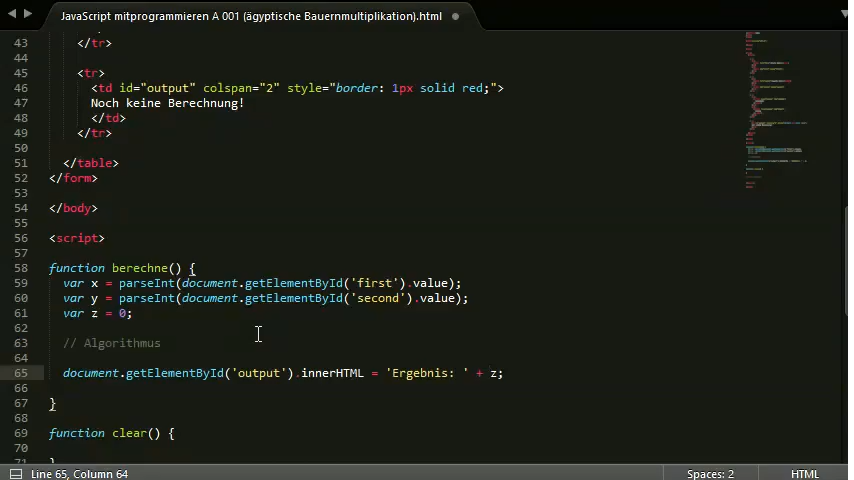 JavaScript mitprogrammieren A 001 (ägyptische Bauernmultiplikation).html
43 </tr>
44
45 <tr>
46 <td id="output" colspan="2" style="border: 1px solid red;">
47 Noch keine Berechnung!
48 </td>
49 </tr>
50
51 </table>
52 </form>
53
54 </body>
55
56 <script>
57
58 function berechne() {
59 var x = parseInt(document.getElementById('first').value);
60 var y = parseInt(document.getElementById('second').value);
61 var z = 0;
62
63 // Algorithmus
64
65 document.getElementById('output').innerHTML = 'Ergebnis: ' + z;
66
67 }
68
69 function clear() {
70
Line 65, Column 64 Spaces: 2 HTML